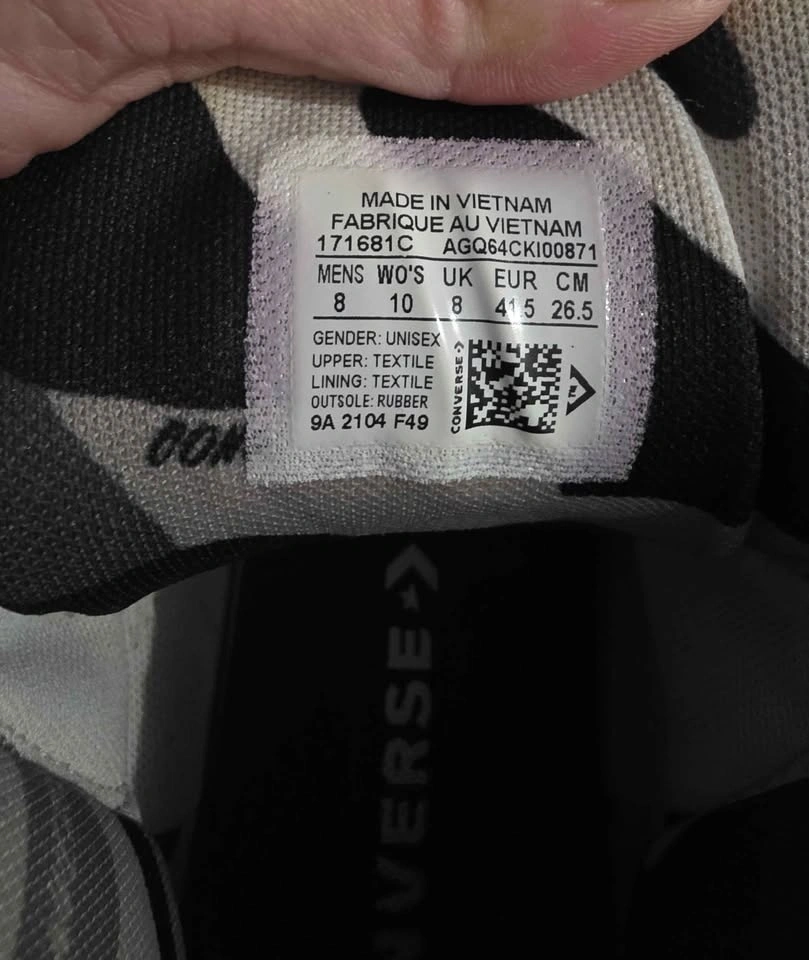 MADE IN VIETNAM
FABRIQUE AU VIETNAM
171681C AGQ64CKI00871
MENS WO'S UK EUR CM
8 10 8 41.5 26.5
GENDER: UNISEX
UPPER: TEXTILE
LINING: TEXTILE
OUTSOLE: RUBBER
9A 2104 F49
CONVERSE